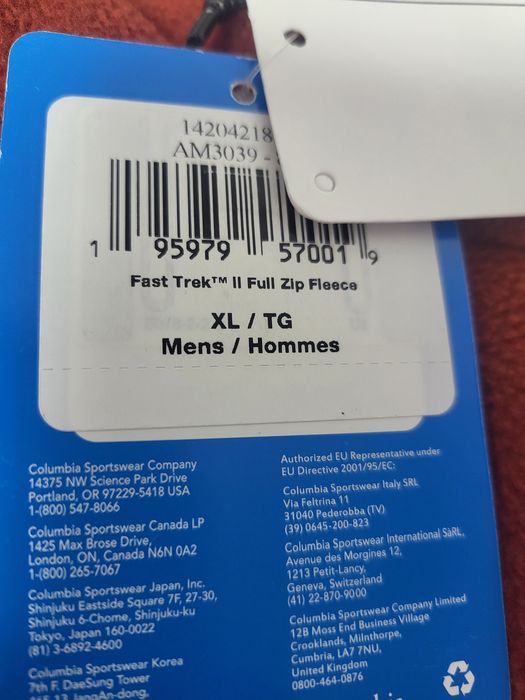 14204218
AM3039 -
1 95979 57001 9
Fast Trek™ II Full Zip Fleece
XL / TG
Mens / Hommes
Columbia Sportswear Company
14375 NW Science Park Drive
Portland, OR 97229-5418 USA
1-(800) 547-8066
Columbia Sportswear Canada LP
1425 Max Brose Drive,
London, ON, Canada N6N 0A2
1-(800) 265-7067
Columbia Sportswear Japan, Inc.
Shinjuku Eastside Square 7F, 27-30,
Shinjuku 6-Chome, Shinjuku-ku
Tokyo, Japan 160-0022
(81) 3-6892-4600
Columbia Sportswear Korea
7th F. DaeSung Tower
JangAn-dong,
Authorized EU Representative under
EU Directive 2001/95/EC:
Columbia Sportswear Italy SRL
Via Feltrina 11
31040 Pederobba (TV)
(39) 0645-200-823
Columbia Sportswear International SàRL,
Avenue des Morgines 12,
1213 Petit-Lancy,
Geneva, Switzerland
(41) 22-870-9000
Columbia Sportswear Company Limited
12B Moss End Business Village
Crooklands, Milnthorpe,
Cumbria, LA7 7NU,
United Kingdom
0800-464-0876